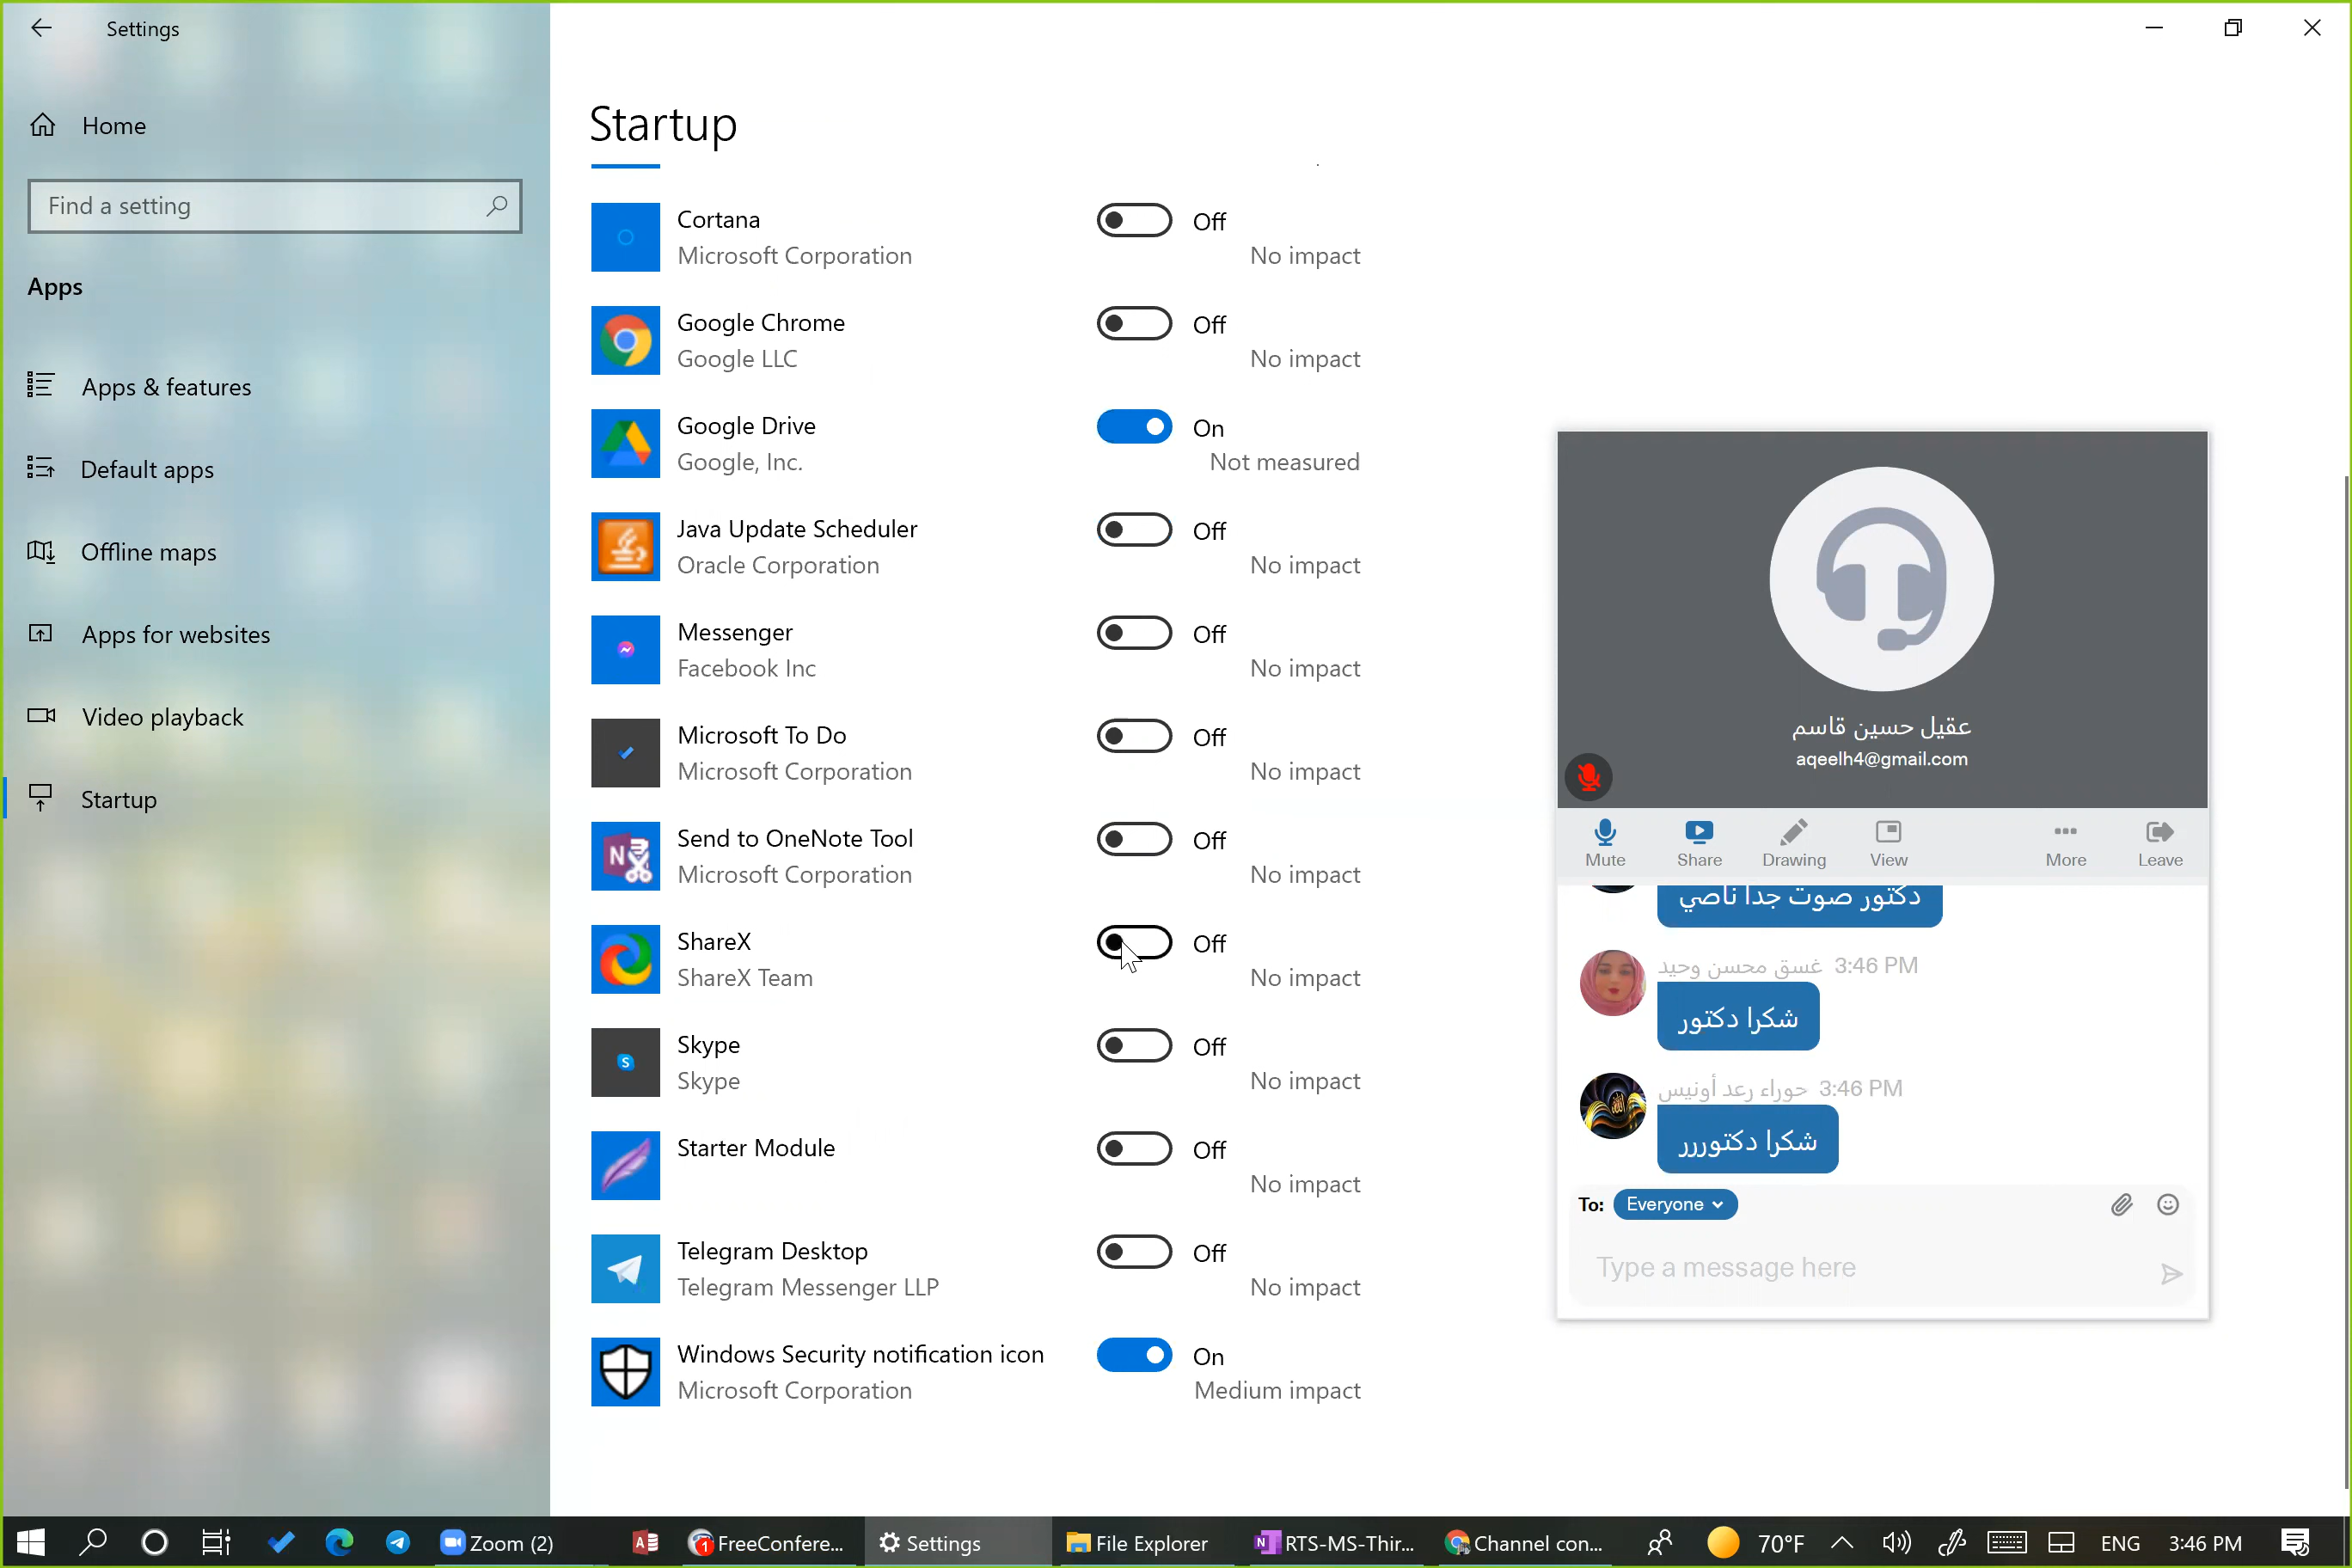 Settings
Home
Find a setting
Apps
Apps & features
Default apps
Offline maps
Apps for websites
Video playback
Startup
Startup
Cortana
Off
Microsoft Corporation
No impact
Google Chrome
Off
Google LLC
No impact
Google Drive
On
Google, Inc.
Not measured
Java Update Scheduler
Off
Oracle Corporation
No impact
Messenger
Off
Facebook Inc
No impact
Microsoft To Do
Off
Microsoft Corporation
No impact
Send to OneNote Tool
Off
Microsoft Corporation
No impact
ShareX
Off
ShareX Team
No impact
Skype
Off
Skype
No impact
Starter Module
Off
No impact
Telegram Desktop
Off
Telegram Messenger LLP
No impact
Windows Security notification icon
On
Microsoft Corporation
Medium impact
عقيل حسين قاسم
aqeelh4@gmail.com
Mute Share Drawing View More Leave
دكتور صوت جدا ناصي
غسق محسن وحيد 3:46 PM
شكرا دكتور
حوراء رعد أونيس 3:46 PM
شكرا دكتوررر
To: Everyone
Type a message here
Zoom (2) FreeConfere... Settings File Explorer RTS-MS-Thir... Channel con... 70°F ENG 3:46 PM